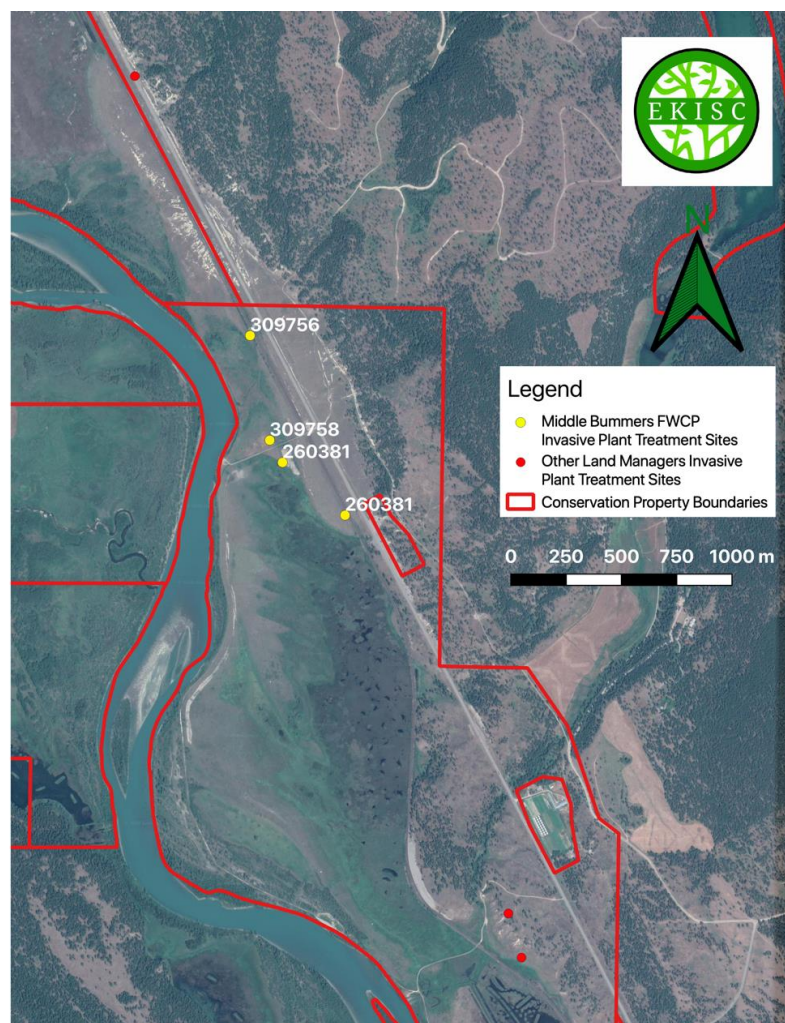 EKISC
N
309756
309758
260381
260381
Legend
Middle Bummers FWCP
Invasive Plant Treatment Sites
Other Land Managers Invasive
Plant Treatment Sites
Conservation Property Boundaries
0 250 500 750 1000 m